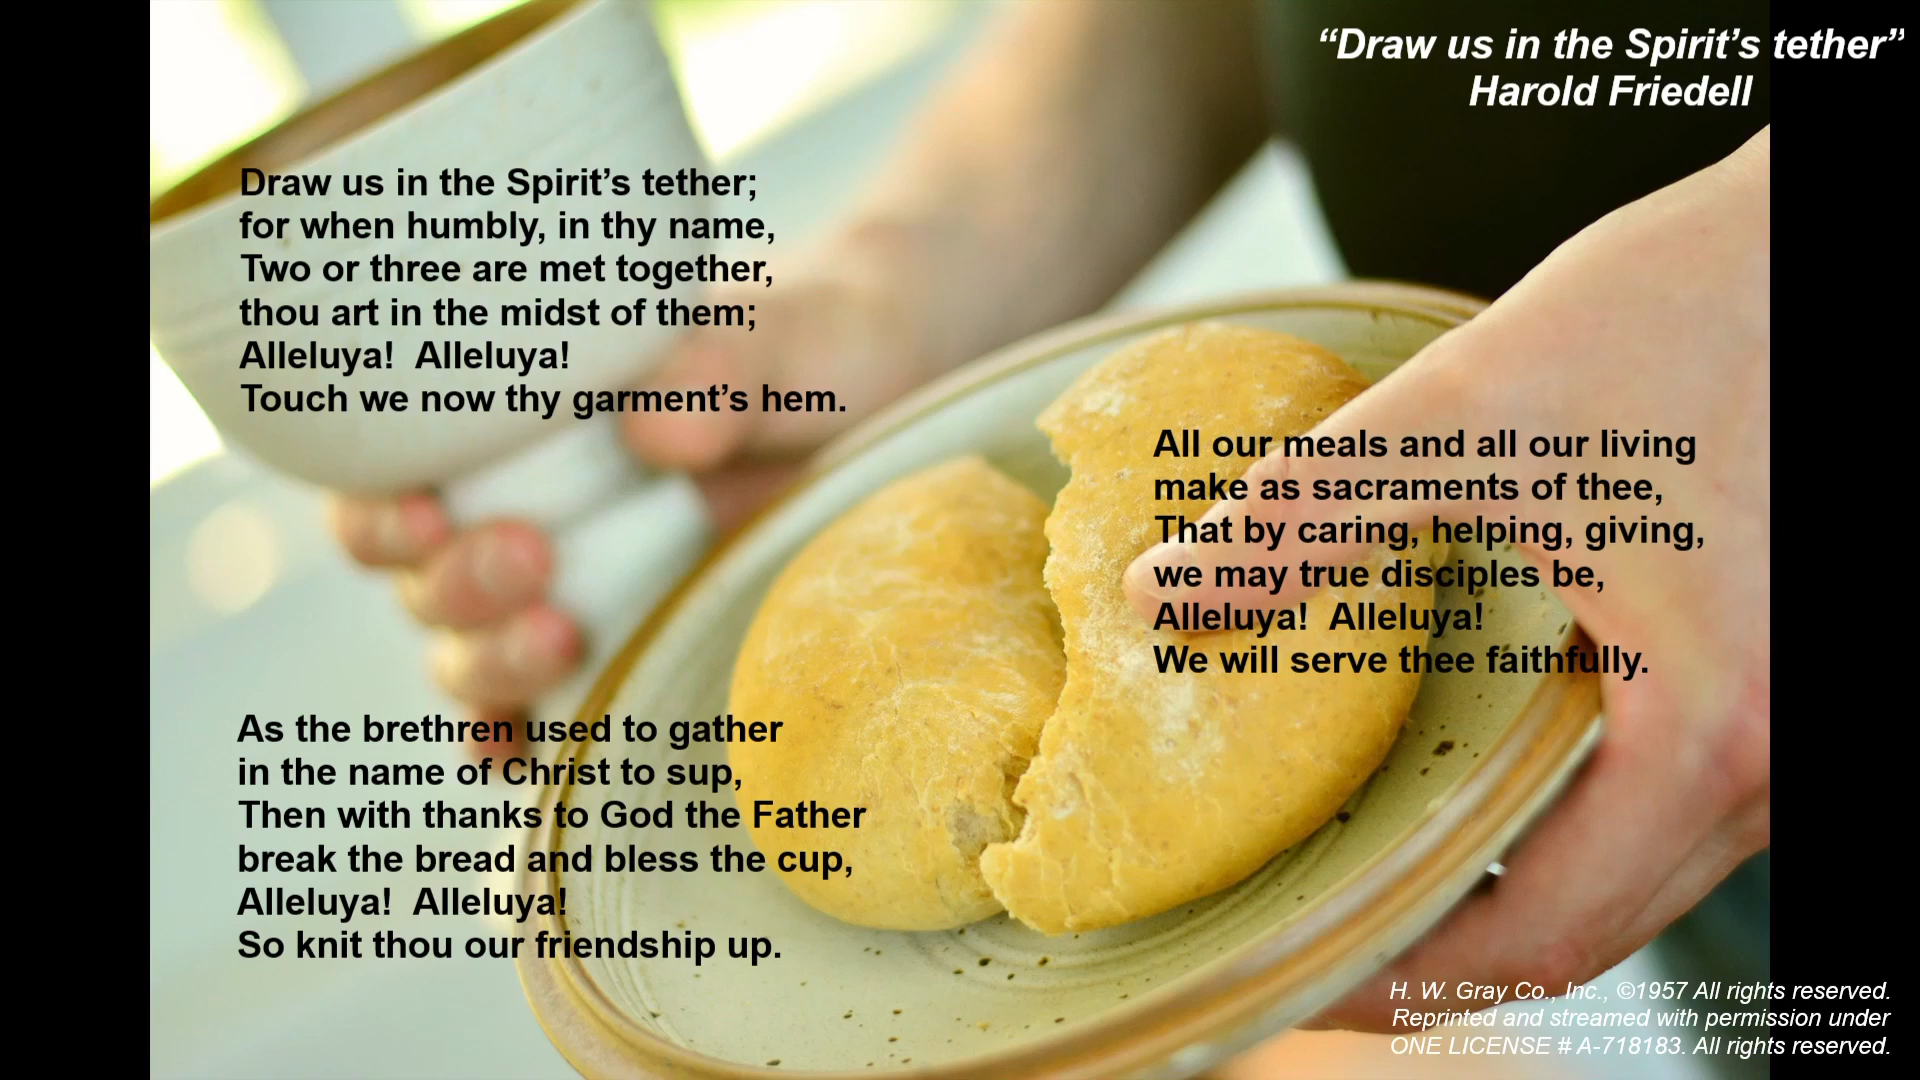 “Draw us in the Spirit’s tether”
Harold Friedell
Draw us in the Spirit’s tether;
for when humbly, in thy name,
Two or three are met together,
thou art in the midst of them;
Alleluya!  Alleluya!
Touch we now thy garment’s hem.
As the brethren used to gather
in the name of Christ to sup,
Then with thanks to God the Father
break the bread and bless the cup,
Alleluya!  Alleluya!
So knit thou our friendship up.
All our meals and all our living
make as sacraments of thee,
That by caring, helping, giving,
we may true disciples be,
Alleluya!  Alleluya!
We will serve thee faithfully.
H. W. Gray Co., Inc., ©1957 All rights reserved.
Reprinted and streamed with permission under
ONE LICENSE # A-718183. All rights reserved.